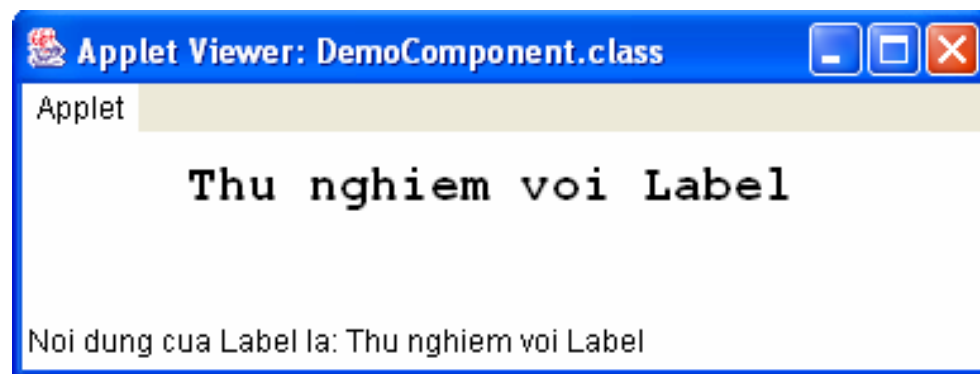 Applet Viewer: DemoComponent.class
Applet
Thu nghiem voi Label
Noi dung cua Label la: Thu nghiem voi Label